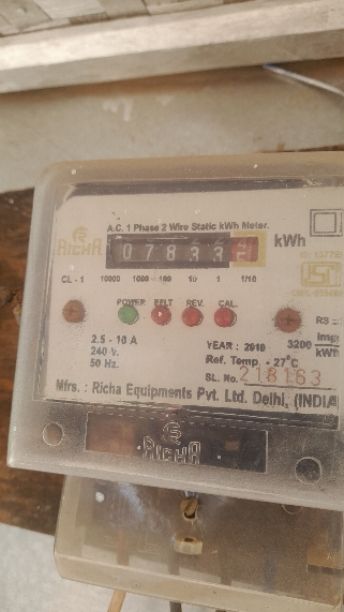 A.C. 1 Phase 2 Wire Static kWh Meter.
RICHA
07833
kWh
CL - 1 10000 1000 100 10 1 1/10
POWER E/LT REV. CAL.
2.5 - 10 A
240 V.
50 Hz.
YEAR : 2010 3200 imp
kWh
Ref. Temp. - 27°C
SL. No. 218163
Mfrs. : Richa Equipments Pvt. Ltd. Delhi, (INDIA
RICHA